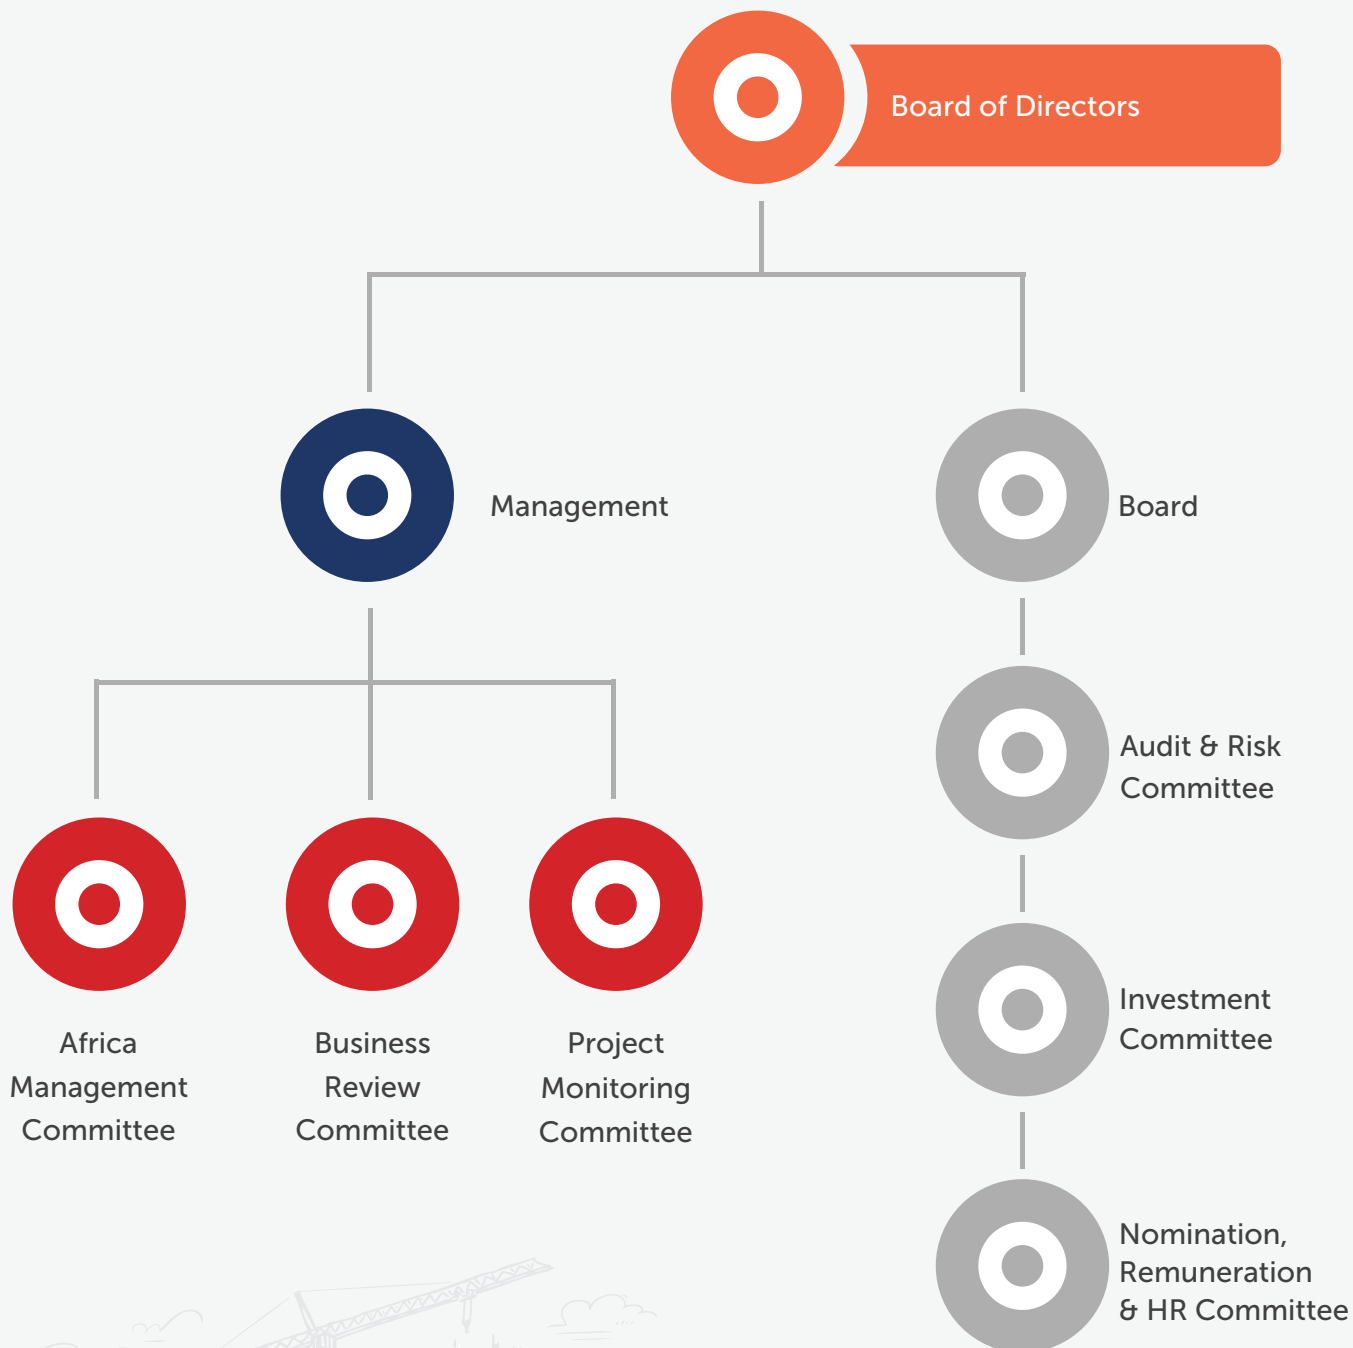 Board of Directors
Management
Board
Audit & Risk
Committee
Investment
Committee
Africa
Management
Committee
Business
Review
Committee
Project
Monitoring
Committee
Nomination,
Remuneration
& HR Committee